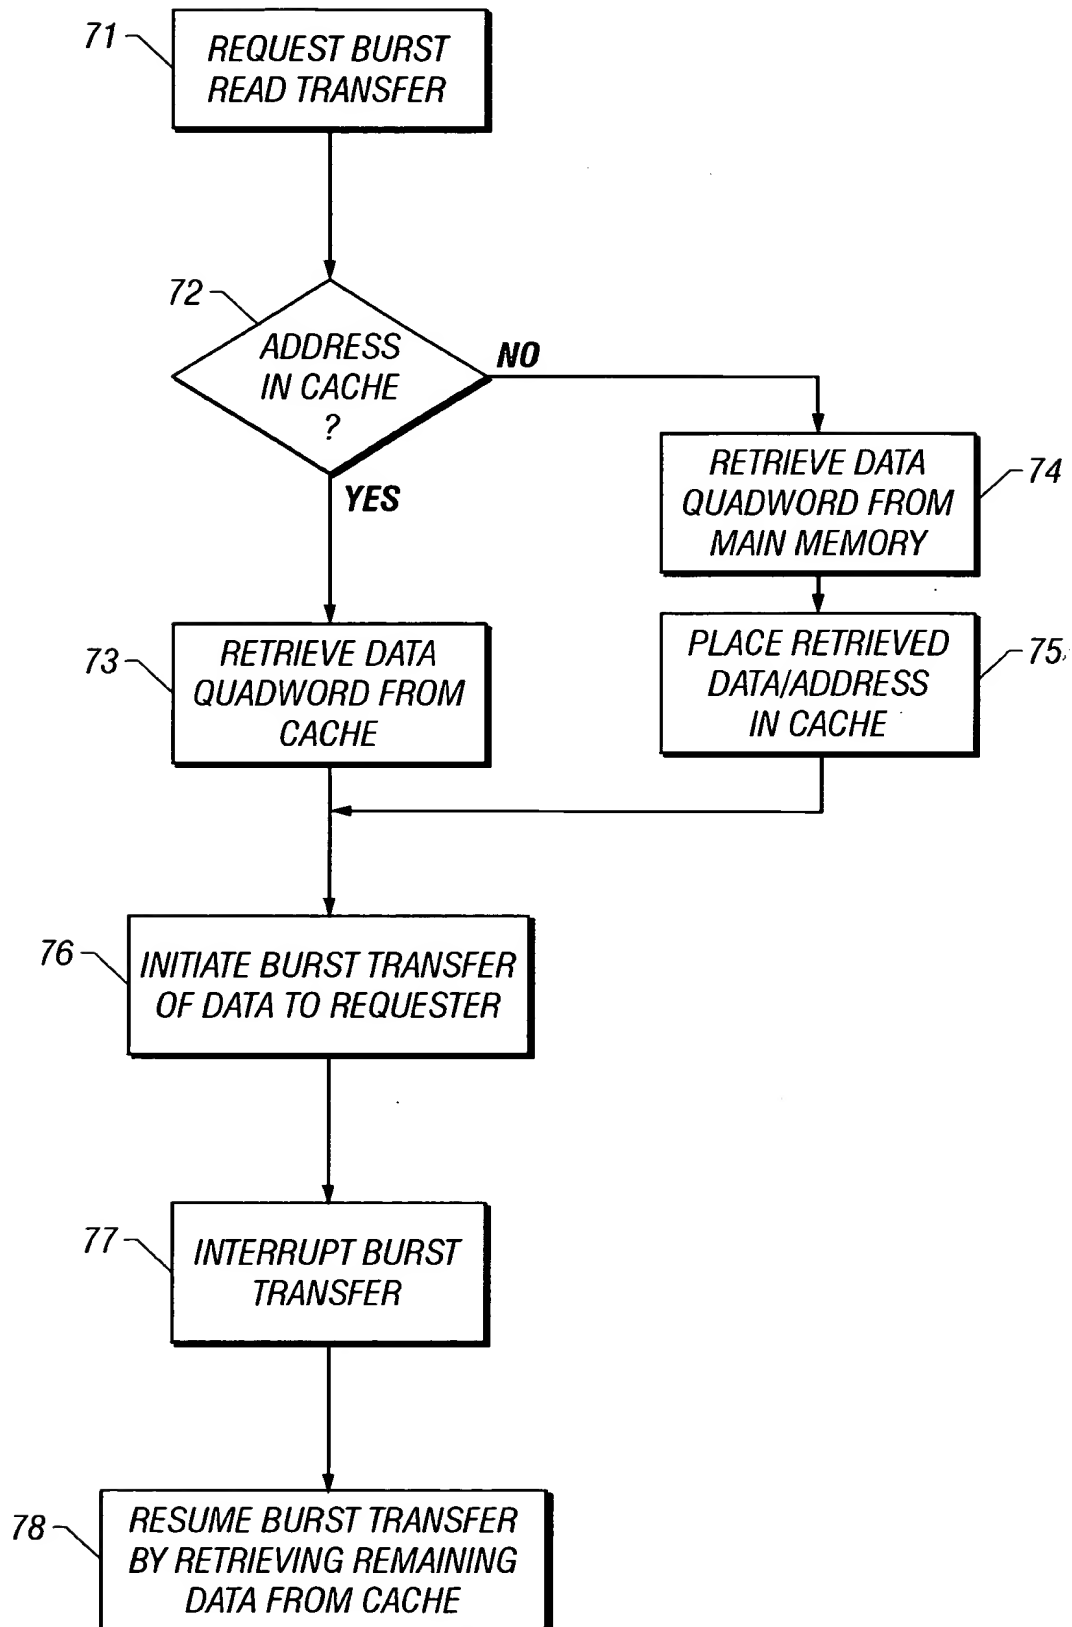 71
REQUEST BURST
READ TRANSFER
72
ADDRESS
IN CACHE
?
NO
YES
RETRIEVE DATA
QUADWORD FROM
MAIN MEMORY
74
73
RETRIEVE DATA
QUADWORD FROM
CACHE
PLACE RETRIEVED
DATA/ADDRESS
IN CACHE
75
76
INITIATE BURST TRANSFER
OF DATA TO REQUESTER
77
INTERRUPT BURST
TRANSFER
78
RESUME BURST TRANSFER
BY RETRIEVING REMAINING
DATA FROM CACHE